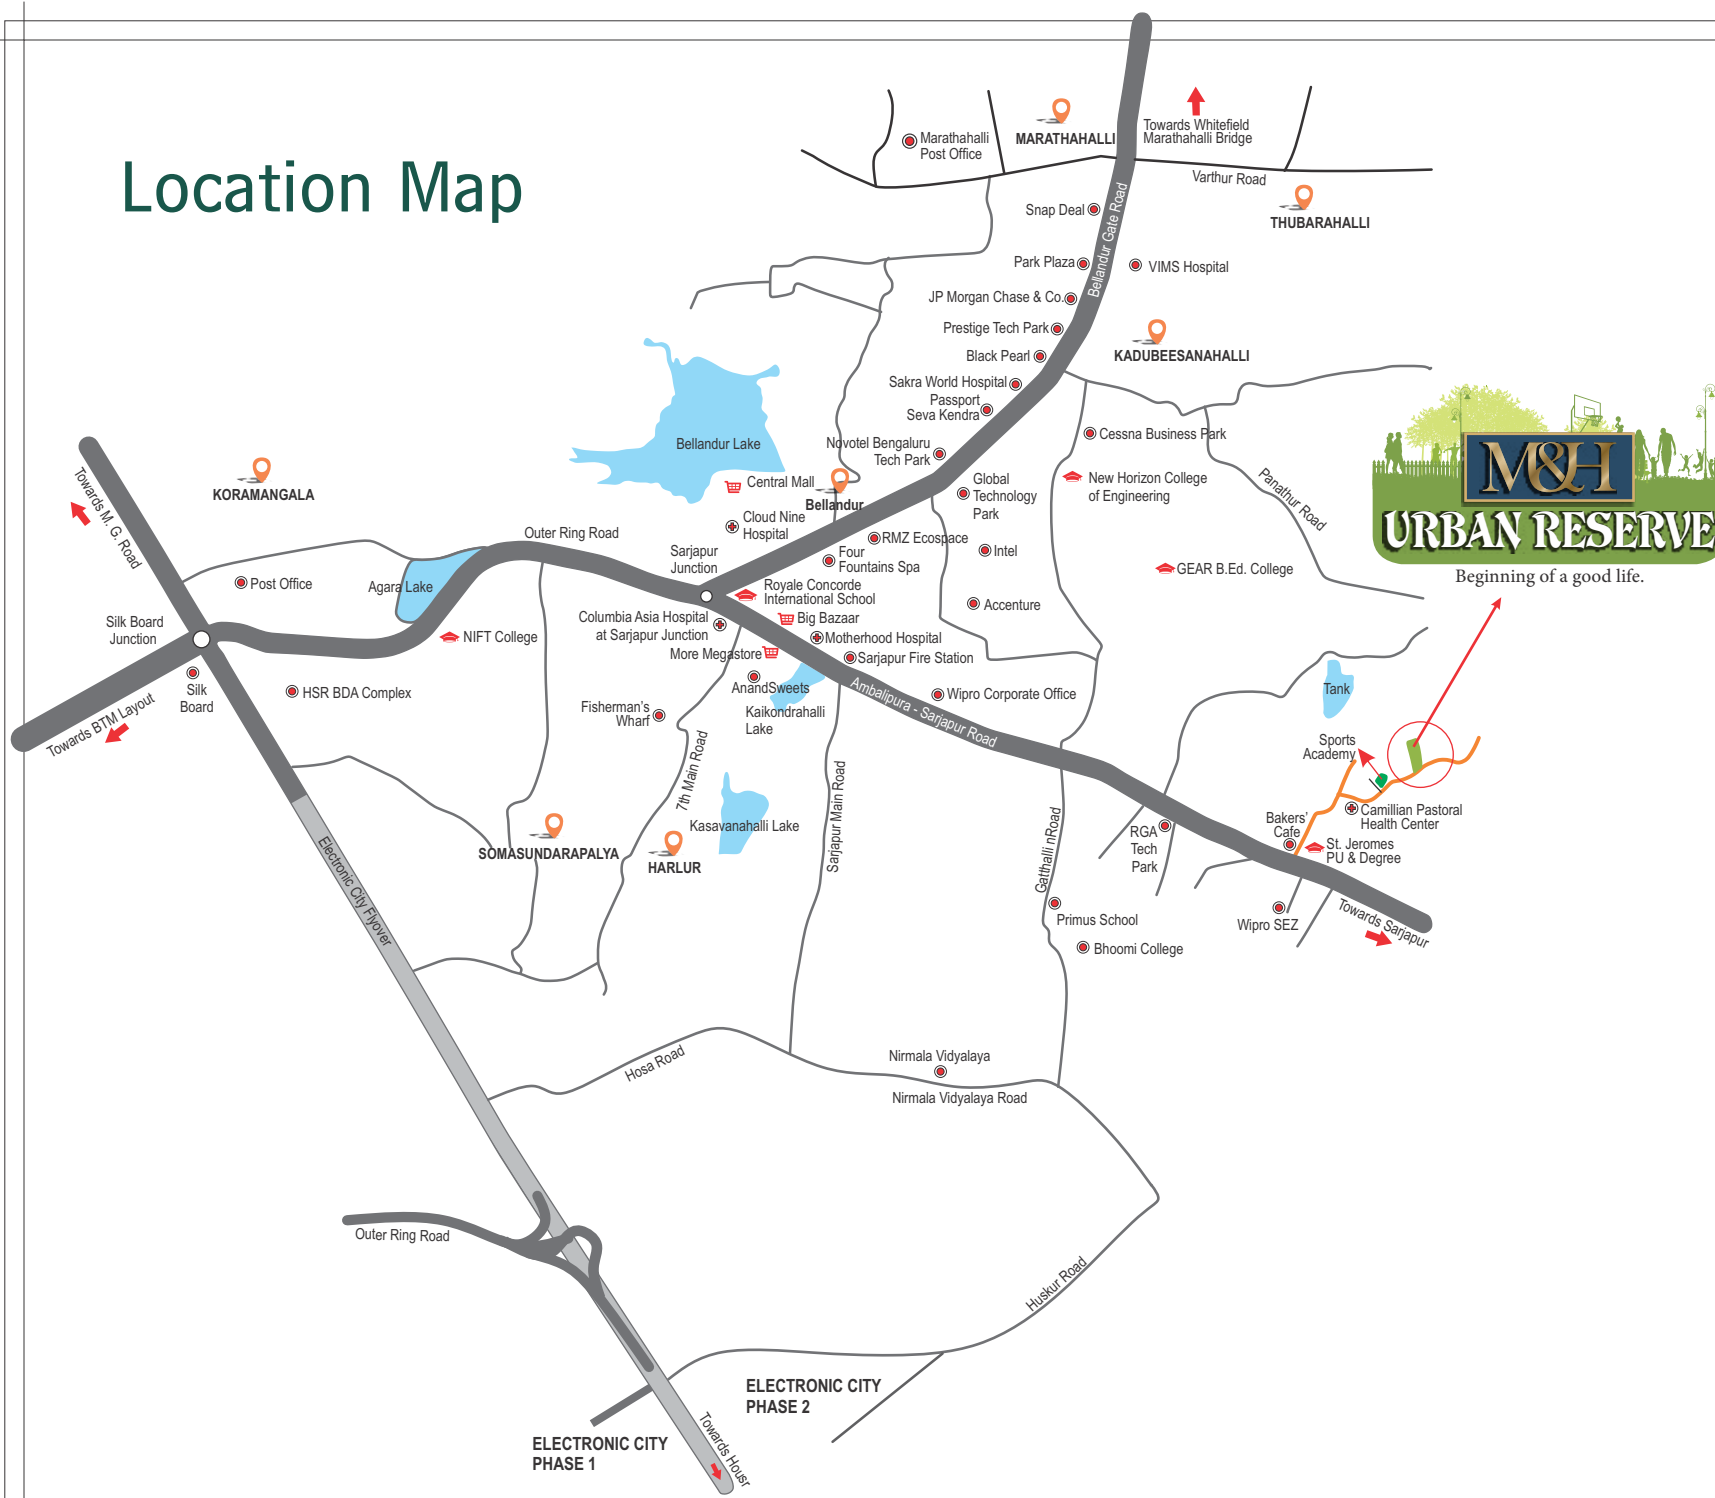 Location Map
MARATHAHALLI
Towards Whitefield
Marathahalli Bridge
Marathahalli
Post Office
Varthur Road
THUBARAHALLI
Snap Deal
Bellandur Gate Road
Park Plaza
VIMS Hospital
JP Morgan Chase & Co.
Prestige Tech Park
Black Pearl
KADUBEESANAHALLI
Sakra World Hospital
Passport
Seva Kendra
Cessna Business Park
Novotel Bengaluru
Tech Park
Bellandur Lake
M&H
URBAN RESERVE
Beginning of a good life.
Central Mall
Bellandur
Global
Technology
Park
New Horizon College
of Engineering
Panathur Road
KORAMANGALA
Towards M. G. Road
Cloud Nine
Hospital
Outer Ring Road
Sarjapur
Junction
RMZ Ecospace
Four
Fountains Spa
Intel
GEAR B.Ed. College
Post Office
Agara Lake
Royale Concorde
International School
Accenture
Silk Board
Junction
NIFT College
Columbia Asia Hospital
at Sarjapur Junction
Big Bazaar
Motherhood Hospital
More Megastore
Sarjapur Fire Station
Silk
Board
HSR BDA Complex
AnandSweets
Wipro Corporate Office
Tank
Towards BTM Layout
Fisherman's
Wharf
Kaikondrahalli
Lake
Ambalipura - Sarjapur Road
Sports
Academy
7th Main Road
Sarjapur Main Road
Kasavanahalli Lake
Gatthalli nRoad
RGA
Tech
Park
Bakers'
Cafe
Camillian Pastoral
Health Center
St. Jeromes
PU & Degree
SOMASUNDARAPALYA
HARLUR
Electronic City Flyover
Primus School
Bhoomi College
Wipro SEZ
Towards Sarjapur
Hosa Road
Nirmala Vidyalaya
Nirmala Vidyalaya Road
Outer Ring Road
Huskur Road
ELECTRONIC CITY
PHASE 2
ELECTRONIC CITY
PHASE 1
Towards Housr